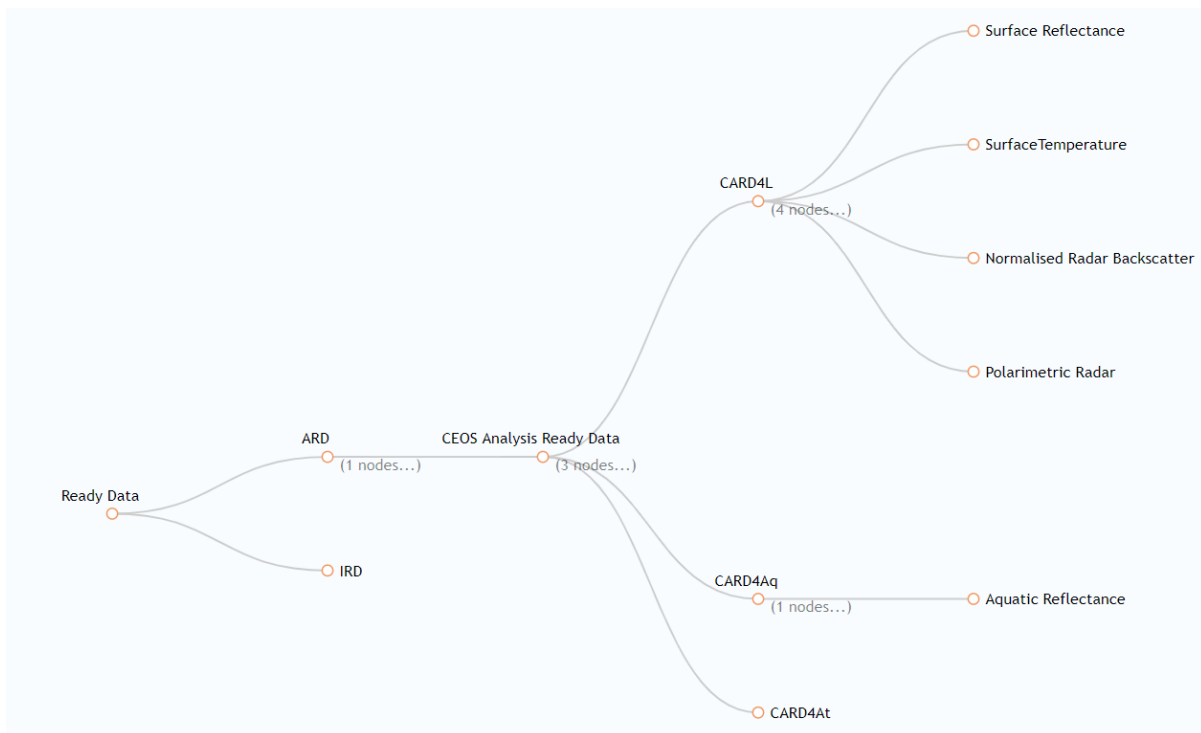 Surface Reflectance
SurfaceTemperature
CARD4L
(4 nodes...)
Normalised Radar Backscatter
Polarimetric Radar
ARD
(1 nodes...)
CEOS Analysis Ready Data
(3 nodes...)
Ready Data
IRD
CARD4Aq
(1 nodes...)
Aquatic Reflectance
CARD4At